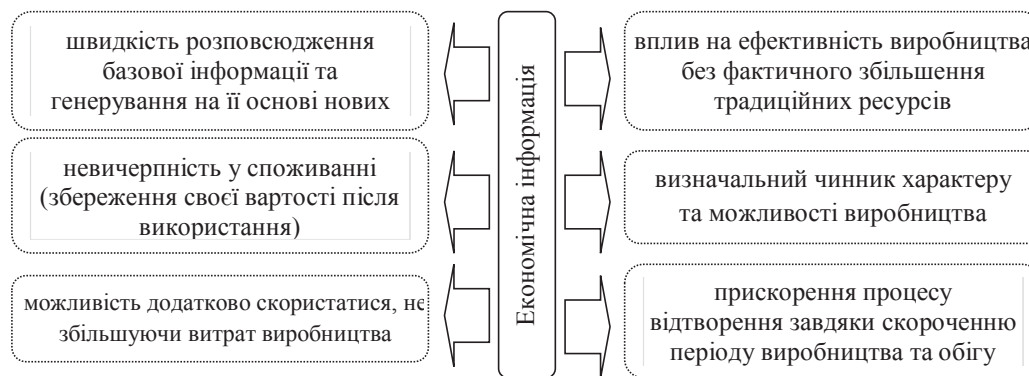 швидкість розповсюдження
базової інформації та
генерування на її основі нових
невичерпність у споживанні
(збереження своєї вартості після
використання)
можливість додатково скористатися, не
збільшуючи витрат виробництва
Економічна інформація
вплив на ефективність виробництва
без фактичного збільшення
традиційних ресурсів
визначальний чинник характеру
та можливості виробництва
прискорення процесу
відтворення завдяки скороченню
періоду виробництва та обігу